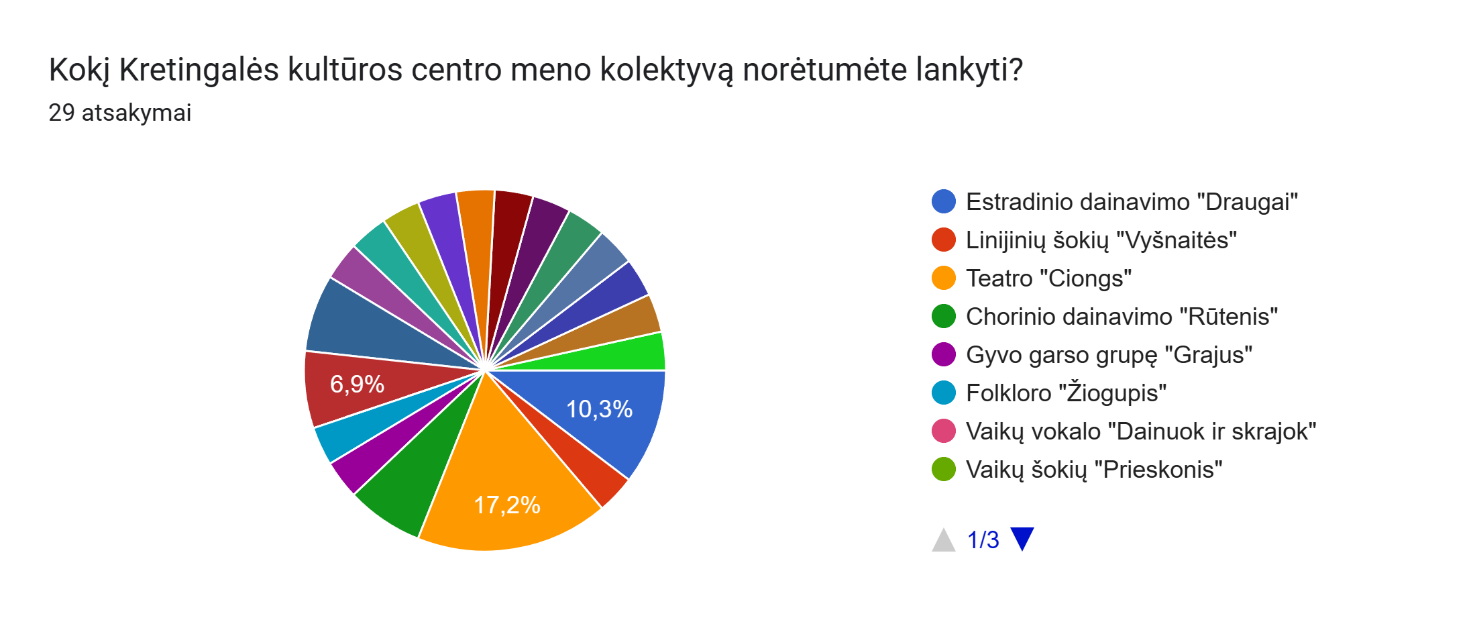 Kokį Kretingalės kultūros centro meno kolektyvą norėtumėte lankyti?
29 atsakymai
Estradinio dainavimo "Draugai"
Linijinių šokių "Vyšnaitės"
Teatro "Ciongs"
Chorinio dainavimo "Rūtenis"
Gyvo garso grupę "Grajus"
Folkloro "Žiogupis"
Vaikų vokalo "Dainuok ir skrajok"
Vaikų šokių "Prieskonis"
1/3
6,9%
10,3%
17,2%